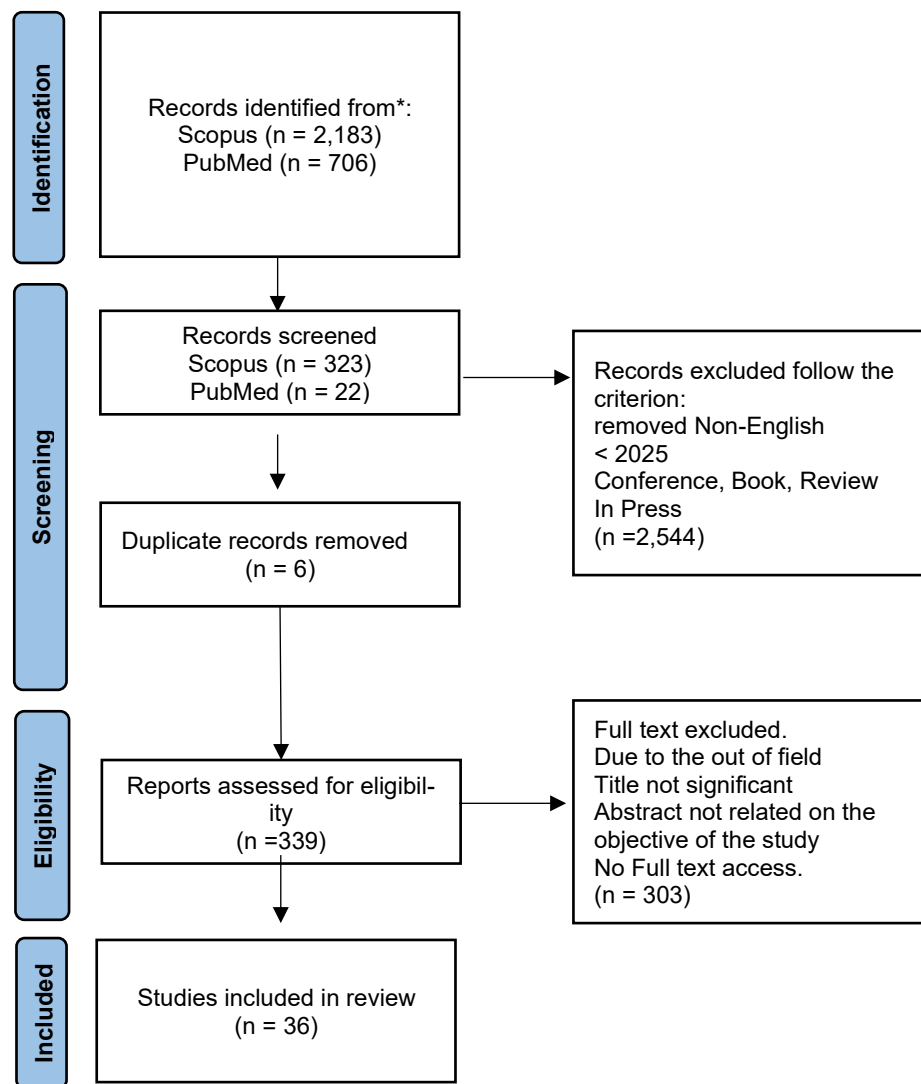 Identification
Records identified from*:
Scopus (n = 2,183)
PubMed (n = 706)
Screening
Records screened
Scopus (n = 323)
PubMed (n = 22)
Records excluded follow the
criterion:
removed Non-English
< 2025
Conference, Book, Review
In Press
(n =2,544)
Duplicate records removed
(n = 6)
Eligibility
Reports assessed for eligibil-
ity
(n =339)
Full text excluded.
Due to the out of field
Title not significant
Abstract not related on the
objective of the study
No Full text access.
(n = 303)
Included
Studies included in review
(n = 36)